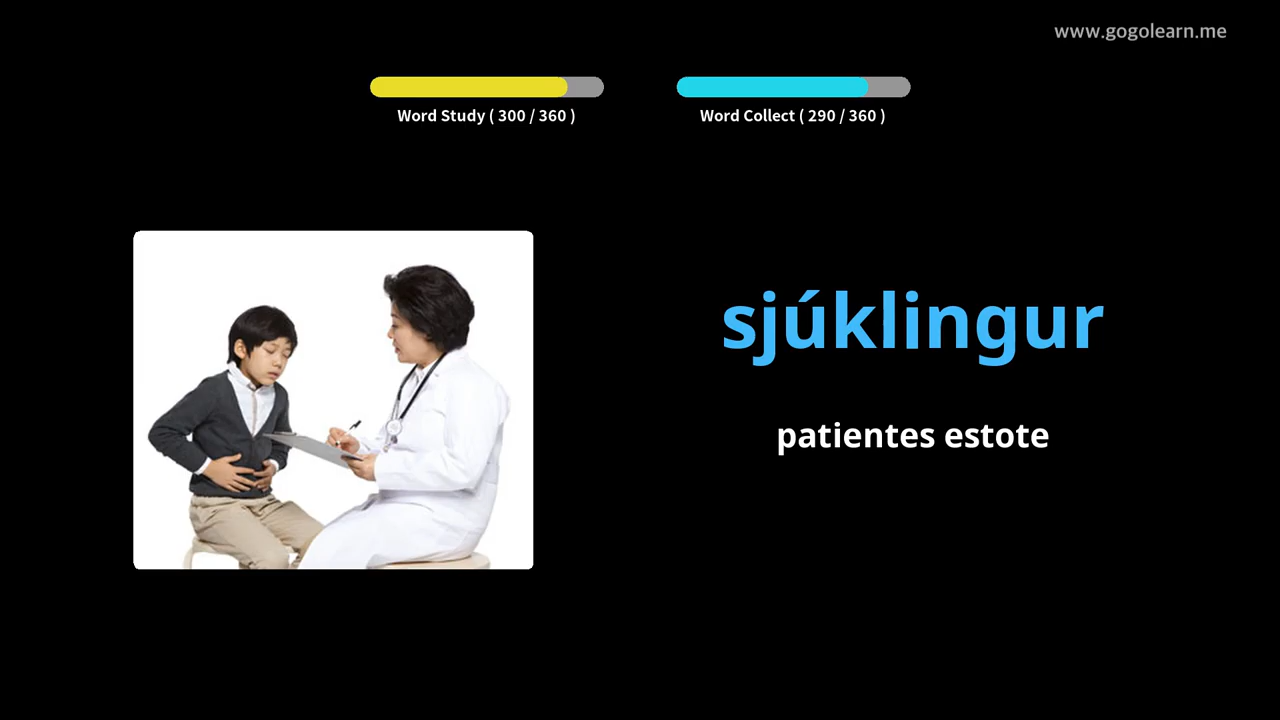 www.gogolearn.me
Word Study ( 300 / 360 )
Word Collect ( 290 / 360 )
sjúklingur
patientes estote